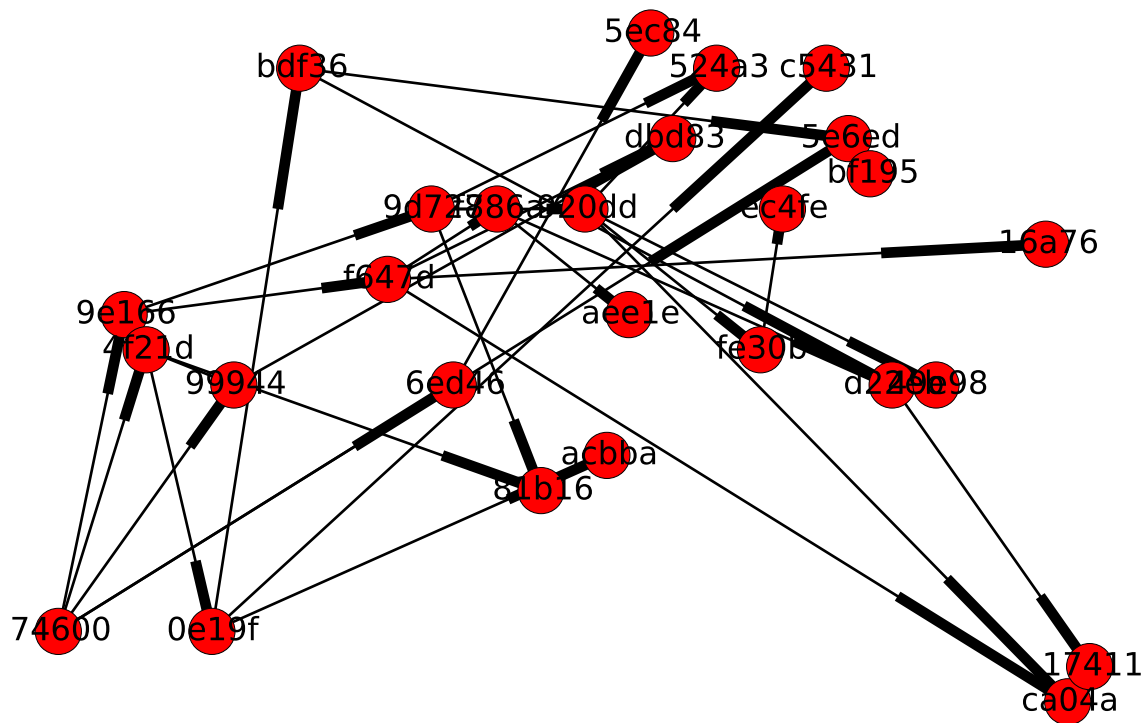 5ec84
bdf36
524a3
c5431
dbd83
5e6ed
bf195
820dd
ec4fe
16a76
f647d
9e166
aee1e
4f21d
fe30b
99944
6ed46
acbba
81b16
74600
0e19f
17411
ca04a